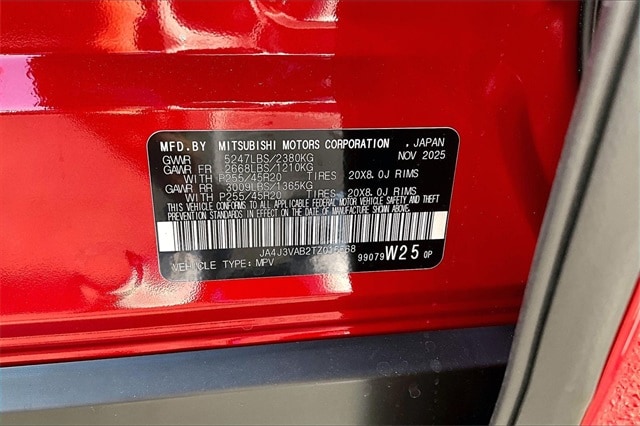 MFD.BY MITSUBISHI MOTORS CORPORATION , JAPAN
GVWR 5247LBS/2380KG NOV 2025
GAWR FR 2668LBS/1210KG
WITH P255/45R20 TIRES 20X8.0J RIMS
GAWR RR 3009LBS/1365KG
WITH P255/45R20 TIRES 20X8.0J RIMS
THIS VEHICLE CONFORMS TO ALL APPLICABLE FEDERAL MOTOR VEHICLE SAFETY AND THEFT
PREVENTION STANDARDS IN EFFECT ON THE DATE OF MANUFACTURE SHOWN ABOVE.
VEHICLE TYPE:MPV 99079 W25 0P